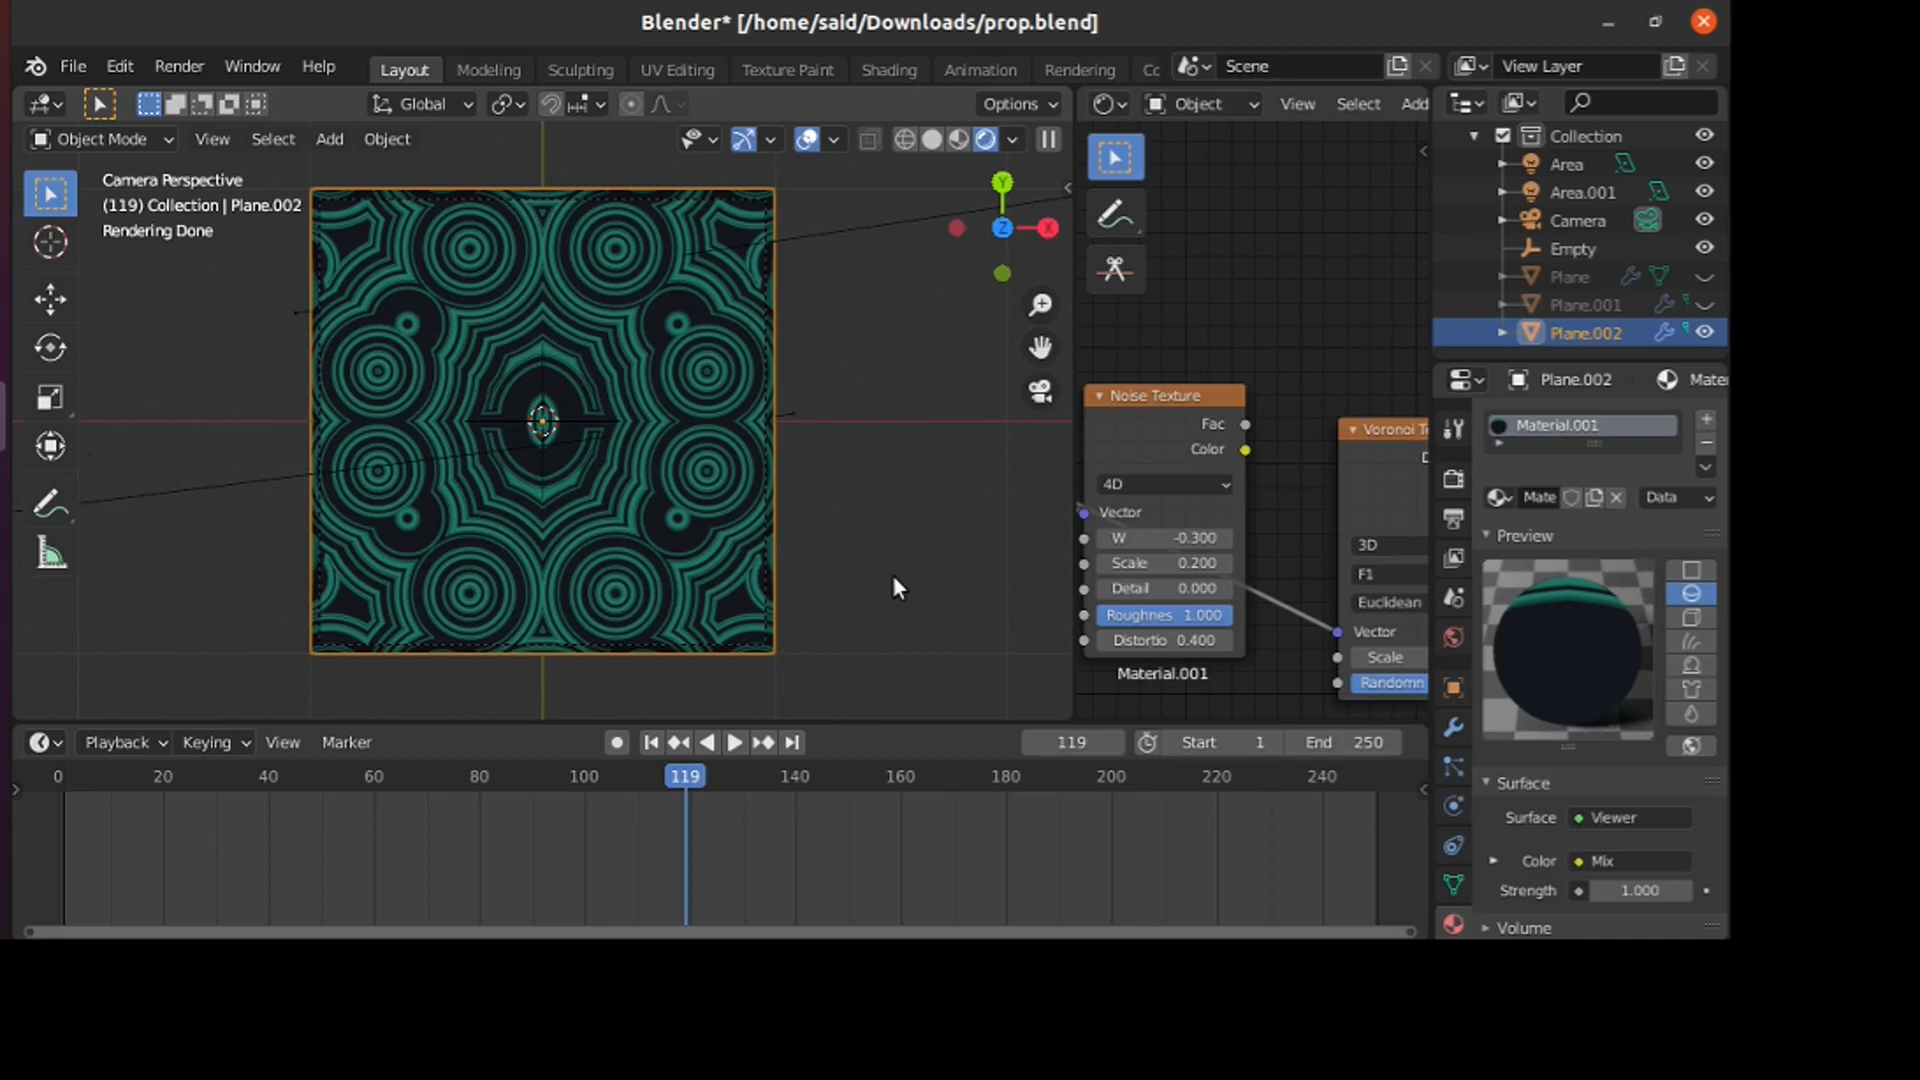 Blender* [/home/said/Downloads/prop.blend]
File Edit Render Window Help
Layout Modeling Sculpting UV Editing Texture Paint Shading Animation Rendering Cc
Scene
View Layer
Global
Options
Object View Select Add
Object Mode View Select Add Object
Camera Perspective
(119) Collection | Plane.002
Rendering Done
Y
Z
X
Noise Texture
Fac
Color
4D
Vector
W -0.300
Scale 0.200
Detail 0.000
Roughnes 1.000
Distortio 0.400
Material.001
Voronoi Te
D
3D
F1
Euclidean
Vector
Scale
Randomn
Collection
Area
Area.001
Camera
Empty
Plane
Plane.001
Plane.002
Plane.002 Mate
Material.001
Mate Data
Preview
Surface
Surface Viewer
Color Mix
Strength 1.000
Volume
Playback Keying View Marker
119
Start 1 End 250
0 20 40 60 80 100 119 140 160 180 200 220 240